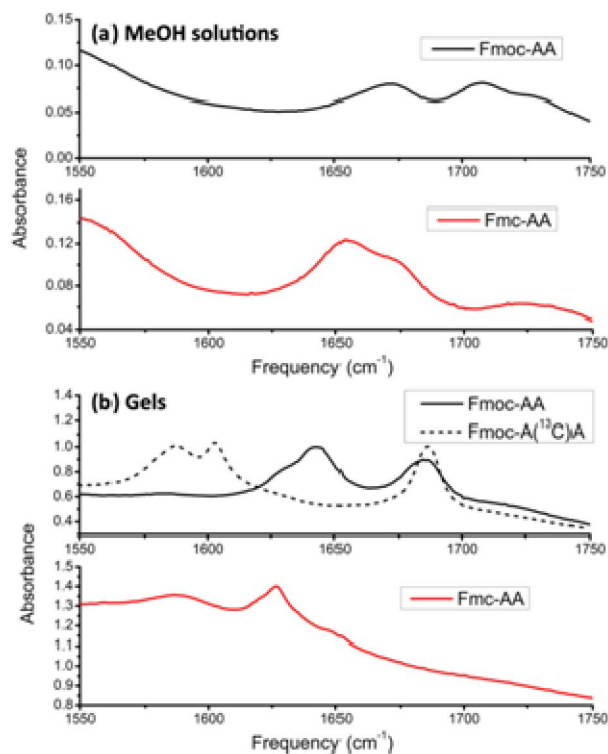 (a) MeOH solutions
Fmoc-AA
0.15
0.10
0.05
0.00
1550 1600 1650 1700 1750
Absorbance
0.16
0.12
0.08
0.04
Fmc-AA
1550 1600 1650 1700 1750
Frequency (cm⁻¹)
(b) Gels
Fmoc-AA
Fmoc-A(¹³C)A
1.4
1.2
1.0
0.8
0.6
0.4
1550 1600 1650 1700 1750
Absorbance
1.5
1.4
1.3
1.2
1.1
1.0
0.9
0.8
Fmc-AA
1550 1600 1650 1700 1750
Frequency (cm⁻¹)